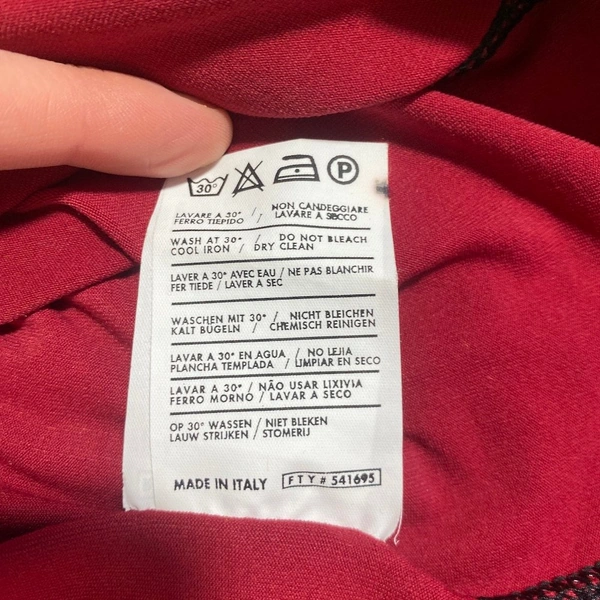 30° P
LAVARE A 30° / NON CANDEGGIARE
FERRO TIEPIDO / LAVARE A SECCO
WASH AT 30° / DO NOT BLEACH
COOL IRON / DRY CLEAN
LAVER A 30° AVEC EAU / NE PAS BLANCHIR
FER TIEDE / LAVER A SEC
WASCHEN MIT 30° / NICHT BLEICHEN
KALT BUGELN / CHEMISCH REINIGEN
LAVAR A 30° EN AGUA / NO LEJIA
PLANCHA TEMPLADA / LIMPIAR EN SECO
LAVAR A 30° / NÃO USAR LIXIVIA
FERRO MORNO / LAVAR A SECO
OP 30° WASSEN / NIET BLEKEN
LAUW STRIJKEN / STOMERIJ
MADE IN ITALY FTY # 541695